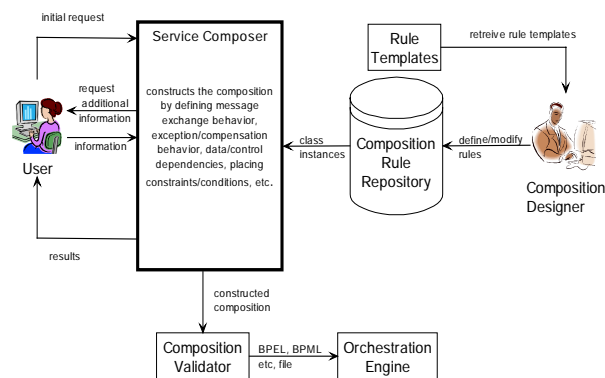 initial request
Service Composer
Rule
Templates
retreive rule templates
request
additional
information
information
User
constructs the composition
by defining message
exchange behavior,
exception/compensation
behavior, data/control
dependencies, placing
constraints/conditions, etc.
class
instances
Composition
Rule
Repository
define/modify
rules
Composition
Designer
results
constructed
composition
Composition
Validator
BPEL, BPML
etc, file
Orchestration
Engine